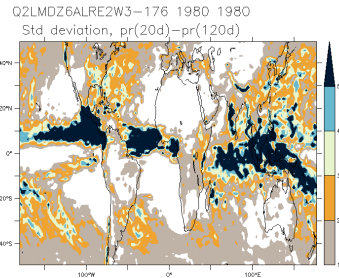 Q2LMDZ6ALRE2W3-176 1980 1980
Std deviation, pr(20d)-pr(120d)
40°N
20°N
0°
20°S
40°S
100°W 0° 100°E